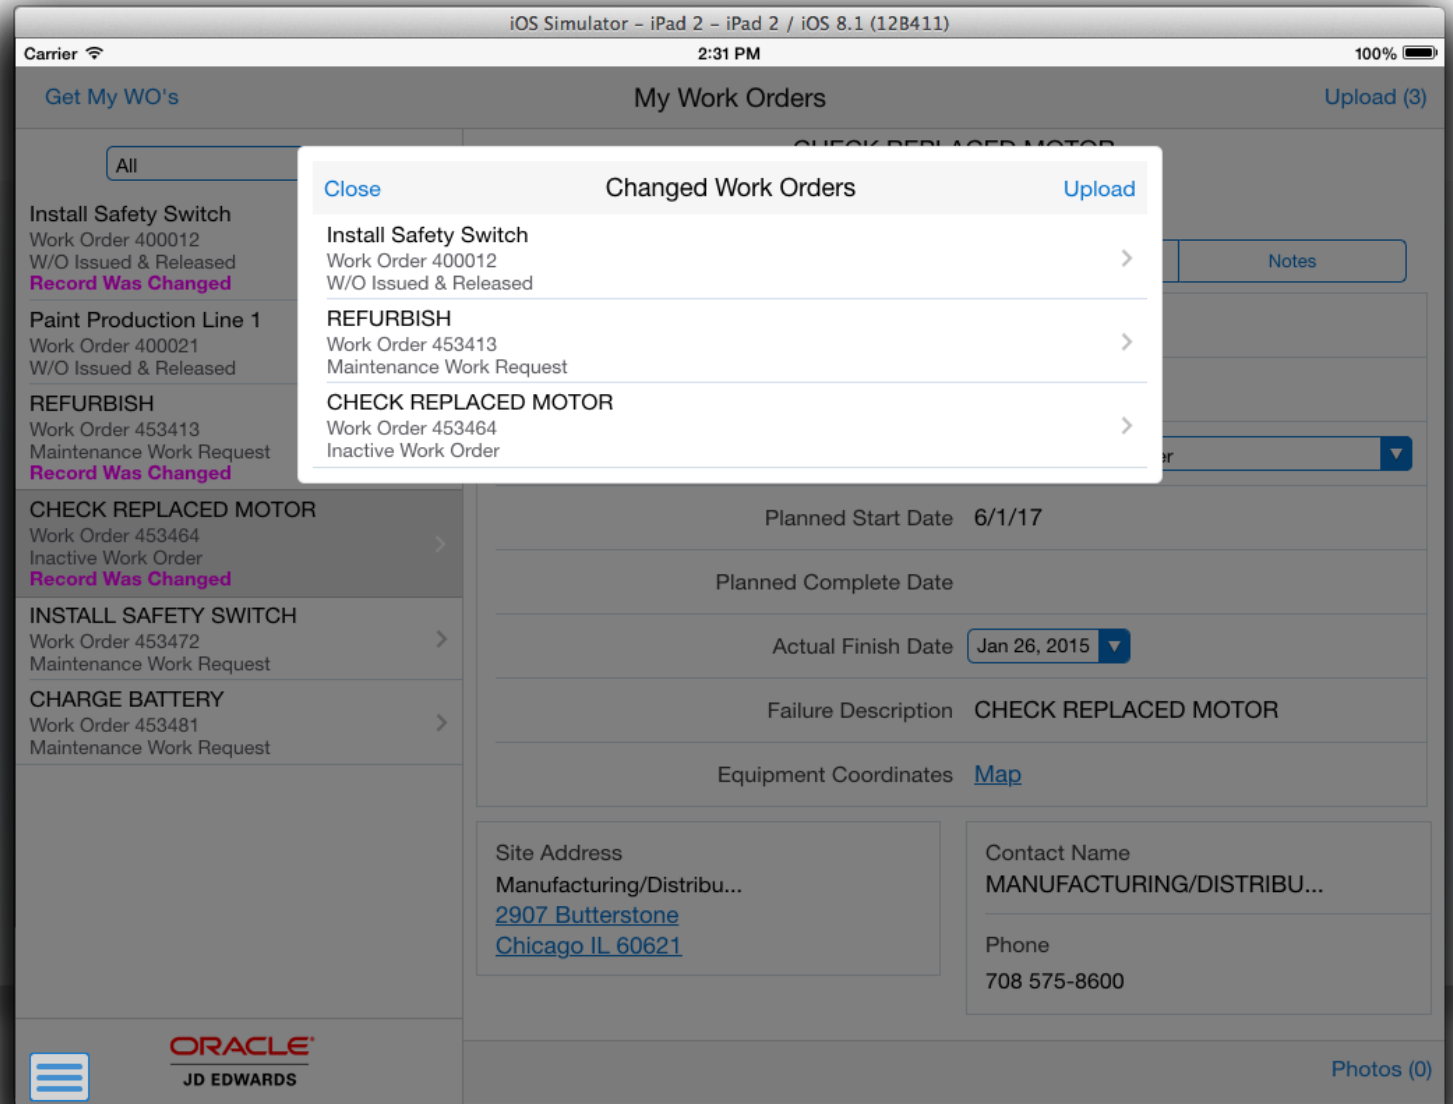 iOS Simulator – iPad 2 – iPad 2 / iOS 8.1 (12B411)
Carrier 2:31 PM 100%
Get My WO's My Work Orders Upload (3)
CHECK REPLACED MOTOR
All
Install Safety Switch
Work Order 400012
W/O Issued & Released
Record Was Changed
Paint Production Line 1
Work Order 400021
W/O Issued & Released
REFURBISH
Work Order 453413
Maintenance Work Request
Record Was Changed
CHECK REPLACED MOTOR
Work Order 453464
Inactive Work Order
Record Was Changed
INSTALL SAFETY SWITCH
Work Order 453472
Maintenance Work Request
CHARGE BATTERY
Work Order 453481
Maintenance Work Request
ORACLE
JD EDWARDS
Close Changed Work Orders Upload
Install Safety Switch
Work Order 400012
W/O Issued & Released
REFURBISH
Work Order 453413
Maintenance Work Request
CHECK REPLACED MOTOR
Work Order 453464
Inactive Work Order
Notes
er
Planned Start Date 6/1/17
Planned Complete Date
Actual Finish Date Jan 26, 2015
Failure Description CHECK REPLACED MOTOR
Equipment Coordinates Map
Site Address
Manufacturing/Distribu...
2907 Butterstone
Chicago IL 60621
Contact Name
MANUFACTURING/DISTRIBU...
Phone
708 575-8600
Photos (0)